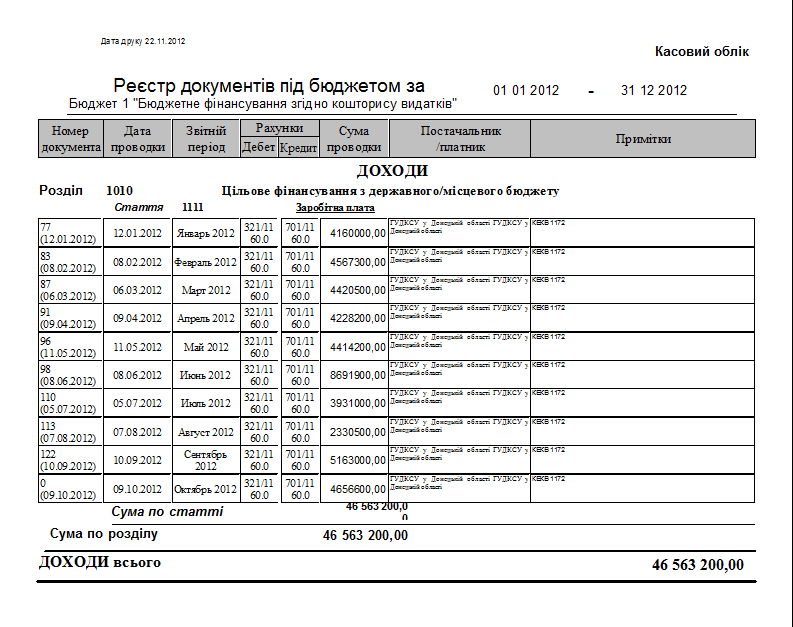 Дата друку 22.11.2012
Касовий облік
Реєстр документів під бюджетом за 01 01 2012 - 31 12 2012
Бюджет 1 "Бюджетне фінансування згідно кошторису видатків"
Номер документа Дата проводки Звітній період Рахунки Дебет Кредит Сума проводки Постачальник /платник Примітки
ДОХОДИ
Розділ 1010 Цільове фінансування з державного/місцевого бюджету
Стаття 1111 Заробітна плата
77 (12.01.2012) 12.01.2012 Январь 2012 321/11 60.0 701/11 60.0 4160000,00 ГУДКСУ у Донецькій області ГУДКСУ у Донецькій області КЕКВ 1172
83 (08.02.2012) 08.02.2012 Февраль 2012 321/11 60.0 701/11 60.0 4567300,00 ГУДКСУ у Донецькій області ГУДКСУ у Донецькій області КЕКВ 1172
87 (06.03.2012) 06.03.2012 Март 2012 321/11 60.0 701/11 60.0 4420500,00 ГУДКСУ у Донецькій області ГУДКСУ у Донецькій області КЕКВ 1172
91 (09.04.2012) 09.04.2012 Апрель 2012 321/11 60.0 701/11 60.0 4228200,00 ГУДКСУ у Донецькій області ГУДКСУ у Донецькій області КЕКВ 1172
96 (11.05.2012) 11.05.2012 Май 2012 321/11 60.0 701/11 60.0 4414200,00 ГУДКСУ у Донецькій області ГУДКСУ у Донецькій області КЕКВ 1172
98 (08.06.2012) 08.06.2012 Июнь 2012 321/11 60.0 701/11 60.0 8691900,00 ГУДКСУ у Донецькій області ГУДКСУ у Донецькій області КЕКВ 1172
110 (05.07.2012) 05.07.2012 Июль 2012 321/11 60.0 701/11 60.0 3931000,00 ГУДКСУ у Донецькій області ГУДКСУ у Донецькій області КЕКВ 1172
113 (07.08.2012) 07.08.2012 Август 2012 321/11 60.0 701/11 60.0 2330500,00 ГУДКСУ у Донецькій області ГУДКСУ у Донецькій області КЕКВ 1172
122 (10.09.2012) 10.09.2012 Сентябрь 2012 321/11 60.0 701/11 60.0 5163000,00 ГУДКСУ у Донецькій області ГУДКСУ у Донецькій області КЕКВ 1172
0 (09.10.2012) 09.10.2012 Октябрь 2012 321/11 60.0 701/11 60.0 4656600,00 ГУДКСУ у Донецькій області ГУДКСУ у Донецькій області КЕКВ 1172
Сума по статті 46 563 200,0
0
Сума по розділу 46 563 200,00
ДОХОДИ всього 46 563 200,00